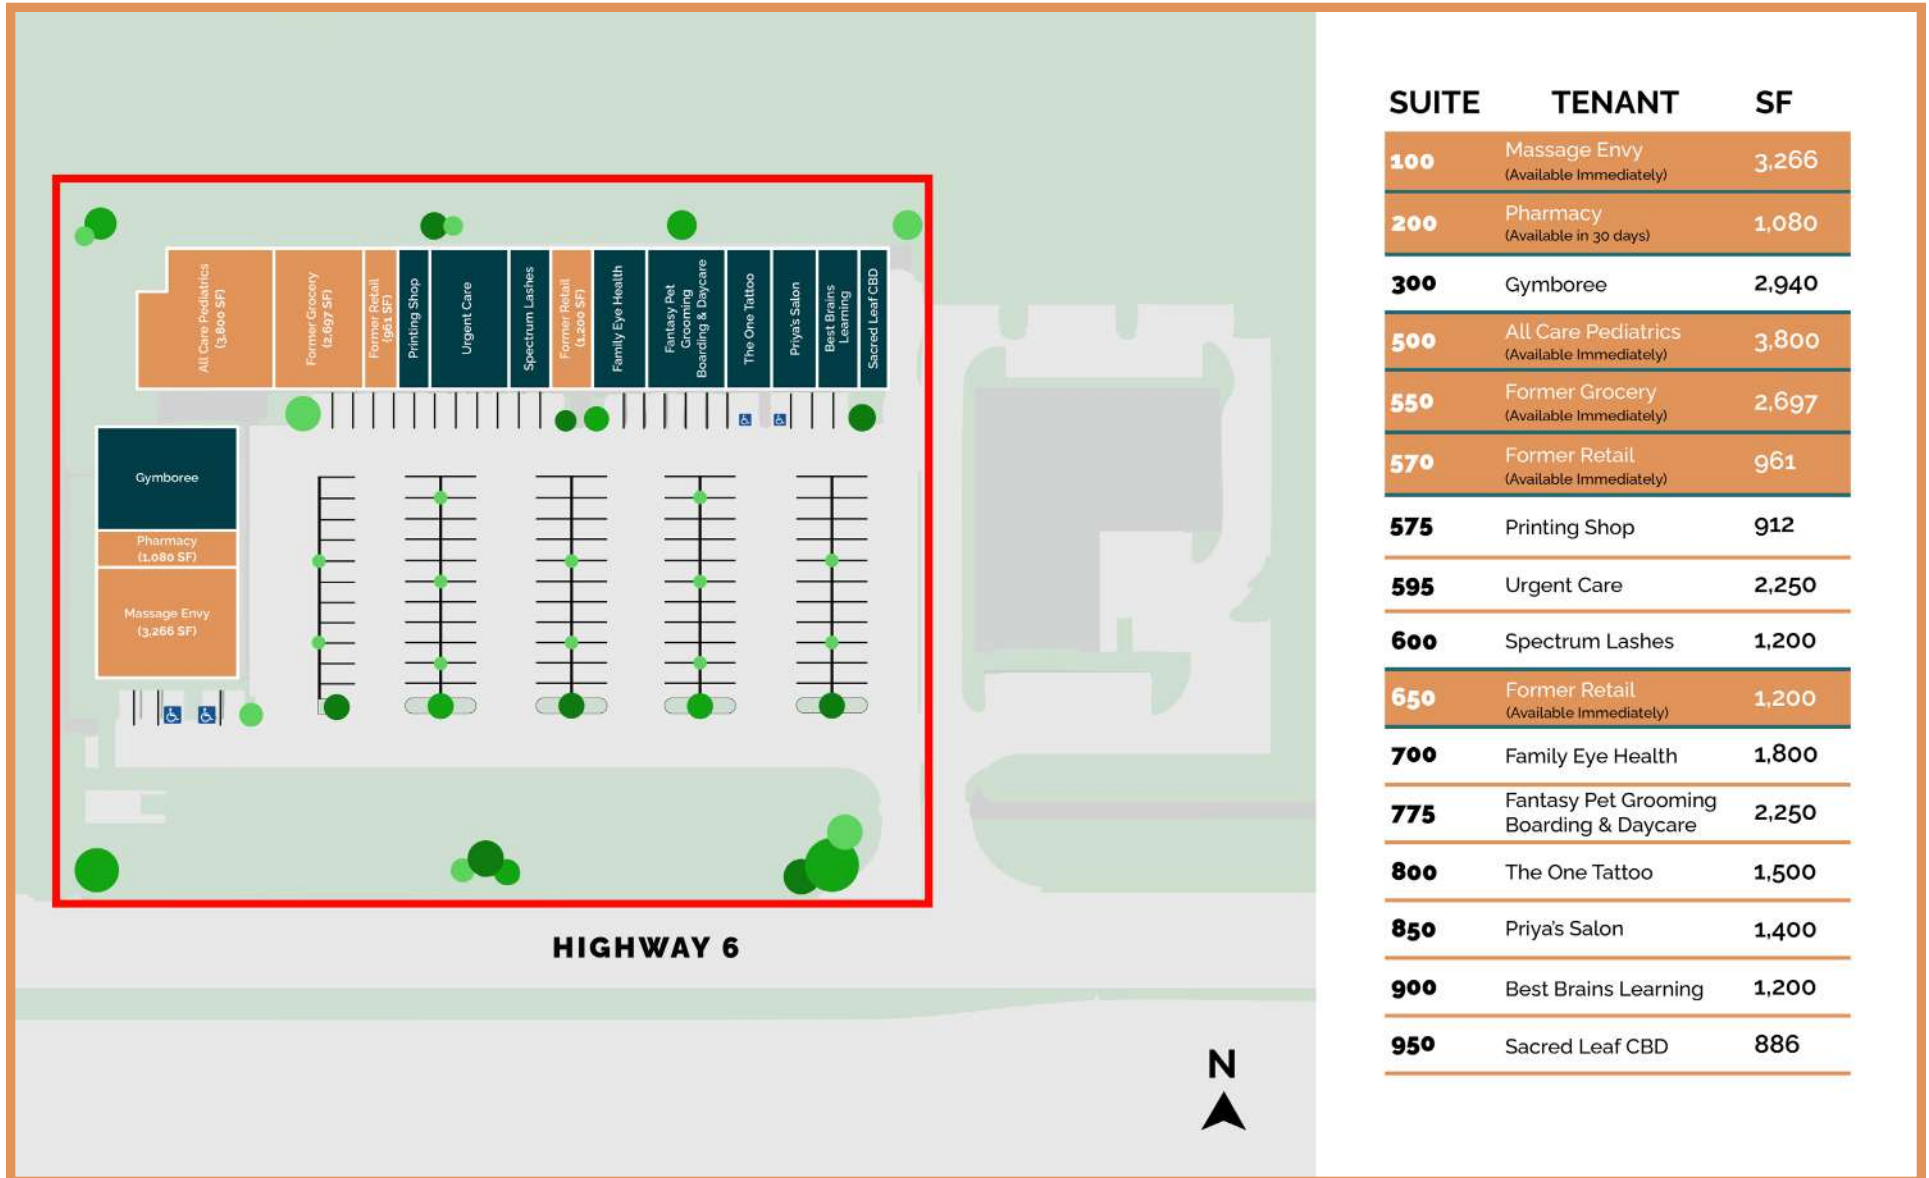 All Care Pediatrics
(3,800 SF)
Former Grocery
(2,697 SF)
Former Retail
(961 SF)
Printing Shop
Urgent Care
Spectrum Lashes
Former Retail
(1,200 SF)
Family Eye Health
Fantasy Pet
Grooming
Boarding & Daycare
The One Tattoo
Priya's Salon
Best Brains
Learning
Sacred Leaf CBD
Gymboree
Pharmacy
(1,080 SF)
Massage Envy
(3,266 SF)
HIGHWAY 6
N
SUITE TENANT SF
100 Massage Envy 3,266
(Available Immediately)
200 Pharmacy 1,080
(Available in 30 days)
300 Gymboree 2,940
500 All Care Pediatrics 3,800
(Available Immediately)
550 Former Grocery 2,697
(Available Immediately)
570 Former Retail 961
(Available Immediately)
575 Printing Shop 912
595 Urgent Care 2,250
600 Spectrum Lashes 1,200
650 Former Retail 1,200
(Available Immediately)
700 Family Eye Health 1,800
775 Fantasy Pet Grooming 2,250
Boarding & Daycare
800 The One Tattoo 1,500
850 Priya's Salon 1,400
900 Best Brains Learning 1,200
950 Sacred Leaf CBD 886